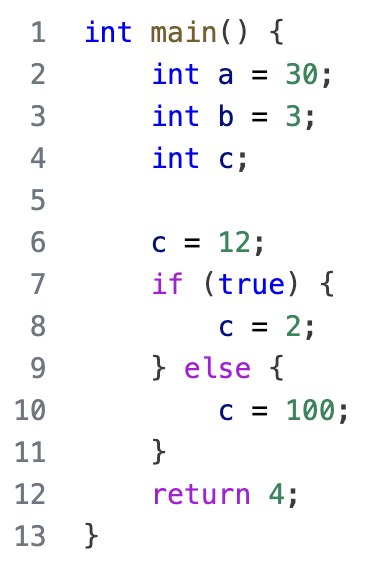 1 int main() {
2     int a = 30;
3     int b = 3;
4     int c;
5
6     c = 12;
7     if (true) {
8         c = 2;
9     } else {
10         c = 100;
11     }
12     return 4;
13 }